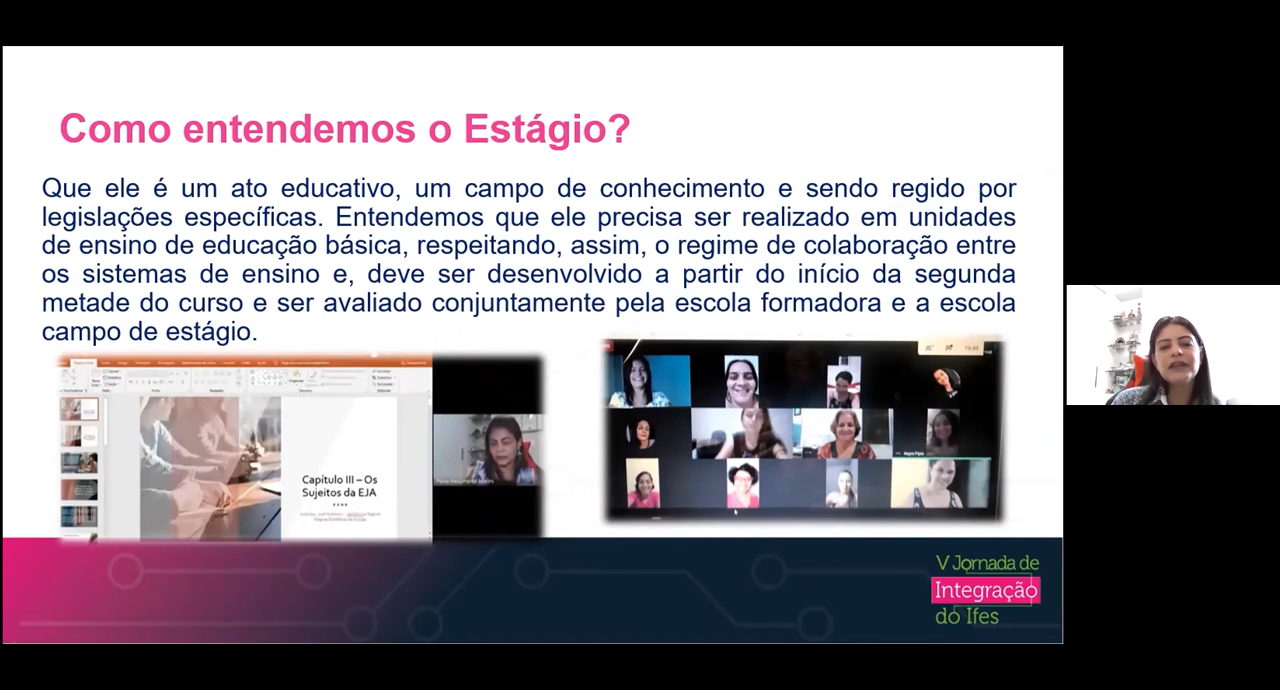 Como entendemos o Estágio?
Que ele é um ato educativo, um campo de conhecimento e sendo regido por
legislações específicas. Entendemos que ele precisa ser realizado em unidades
de ensino de educação básica, respeitando, assim, o regime de colaboração entre
os sistemas de ensino e, deve ser desenvolvido a partir do início da segunda
metade do curso e ser avaliado conjuntamente pela escola formadora e a escola
campo de estágio.
Capítulo III – Os
Sujeitos da EJA
V Jornada de
Integração
do Ifes